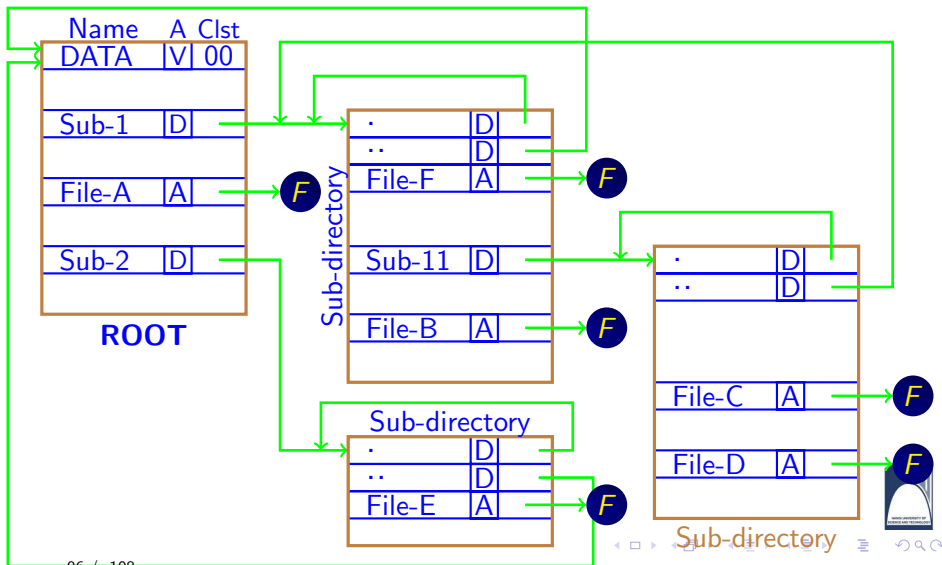 Name A Clst
DATA V 00
Sub-1 D
File-A A F
Sub-2 D
ROOT
Sub-directory
. D
.. D
File-F A F
Sub-11 D
File-B A F
Sub-directory
. D
.. D
File-E A F
. D
.. D
File-C A F
File-D A F
Sub-directory